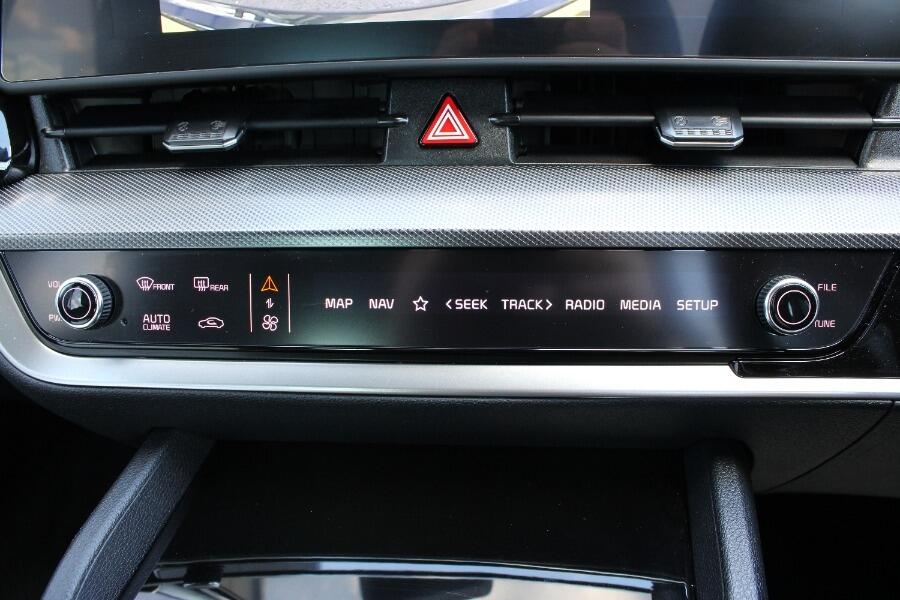 VOL
PWR
FRONT
REAR
AUTO
CLIMATE
MAP NAV <SEEK TRACK> RADIO MEDIA SETUP
FILE
TUNE